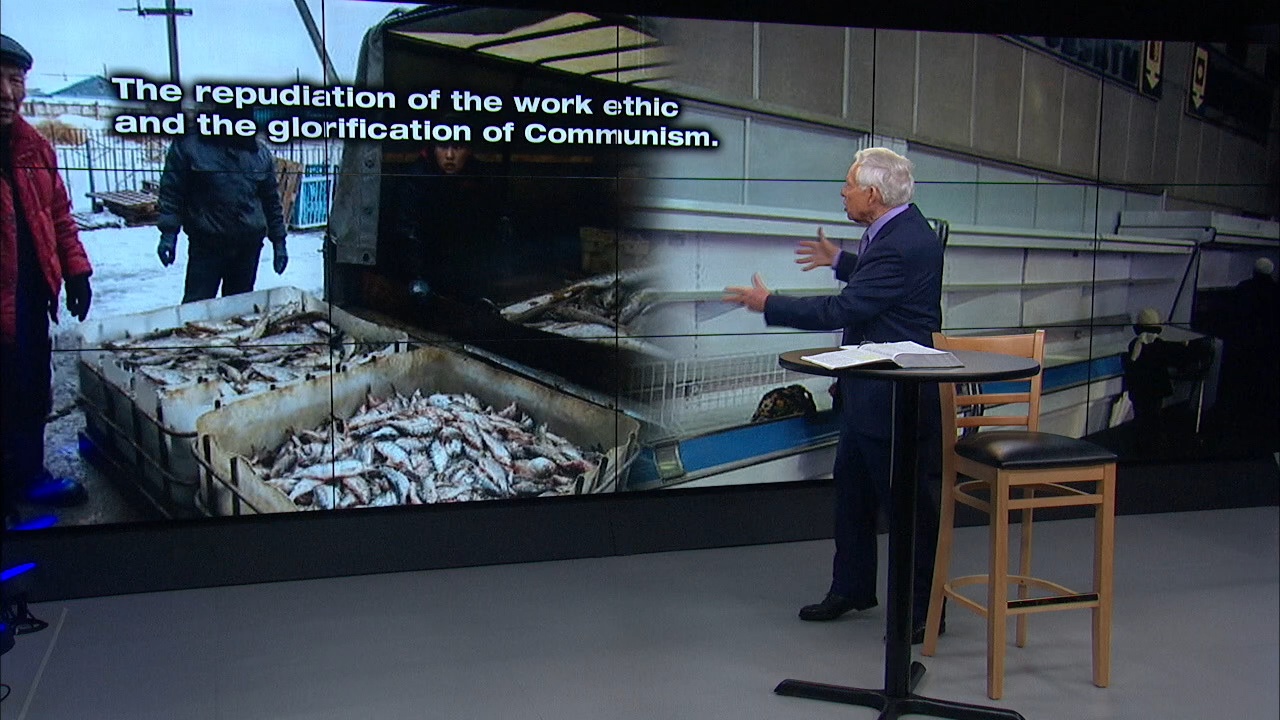 The repudiation of the work ethic
and the glorification of Communism.